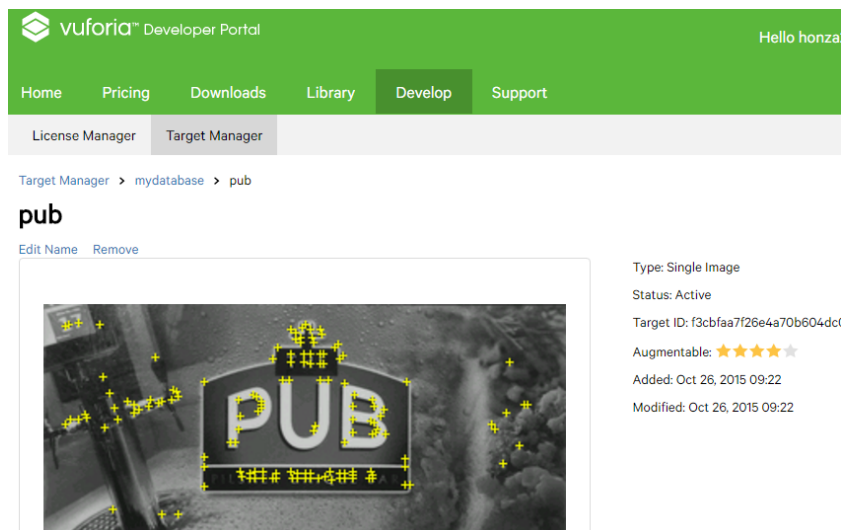 vuforia™ Developer Portal
Hello honza
Home Pricing Downloads Library Develop Support
License Manager Target Manager
Target Manager > mydatabase > pub
pub
Edit Name Remove
Type: Single Image
Status: Active
Target ID: f3cbfaa7f26e4a70b604dc
Augmentable:
Added: Oct 26, 2015 09:22
Modified: Oct 26, 2015 09:22
PUB